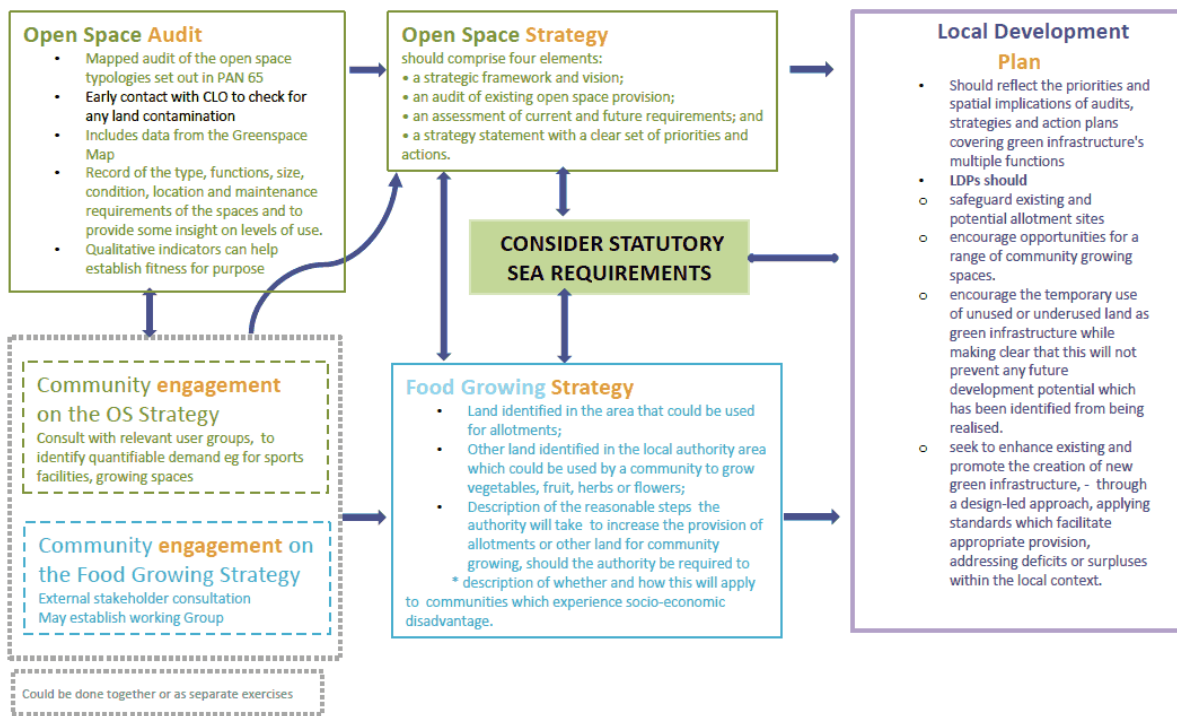 Open Space Audit
• Mapped audit of the open space
typologies set out in PAN 65
• Early contact with CLO to check for
any land contamination
• Includes data from the Greenspace
Map
• Record of the type, functions, size,
condition, location and maintenance
requirements of the spaces and to
provide some insight on levels of use.
• Qualitative indicators can help
establish fitness for purpose
Open Space Strategy
should comprise four elements:
• a strategic framework and vision;
• an audit of existing open space provision;
• an assessment of current and future requirements; and
• a strategy statement with a clear set of priorities and
actions.
CONSIDER STATUTORY
SEA REQUIREMENTS
Community engagement
on the OS Strategy
Consult with relevant user groups, to
identify quantifiable demand eg for sports
facilities, growing spaces
Community engagement on
the Food Growing Strategy
External stakeholder consultation
May establish working Group
Could be done together or as separate exercises
Food Growing Strategy
• Land identified in the area that could be used
for allotments;
• Other land identified in the local authority area
which could be used by a community to grow
vegetables, fruit, herbs or flowers;
• Description of the reasonable steps the
authority will take to increase the provision of
allotments or other land for community
growing, should the authority be required to
* description of whether and how this will apply
to communities which experience socio-economic
disadvantage.
Local Development
Plan
• Should reflect the priorities and
spatial implications of audits,
strategies and action plans
covering green infrastructure's
multiple functions
• LDPs should
o safeguard existing and
potential allotment sites
o encourage opportunities for a
range of community growing
spaces.
o encourage the temporary use
of unused or underused land as
green infrastructure while
making clear that this will not
prevent any future
development potential which
has been identified from being
realised.
o seek to enhance existing and
promote the creation of new
green infrastructure, - through
a design-led approach, applying
standards which facilitate
appropriate provision,
addressing deficits or surpluses
within the local context.